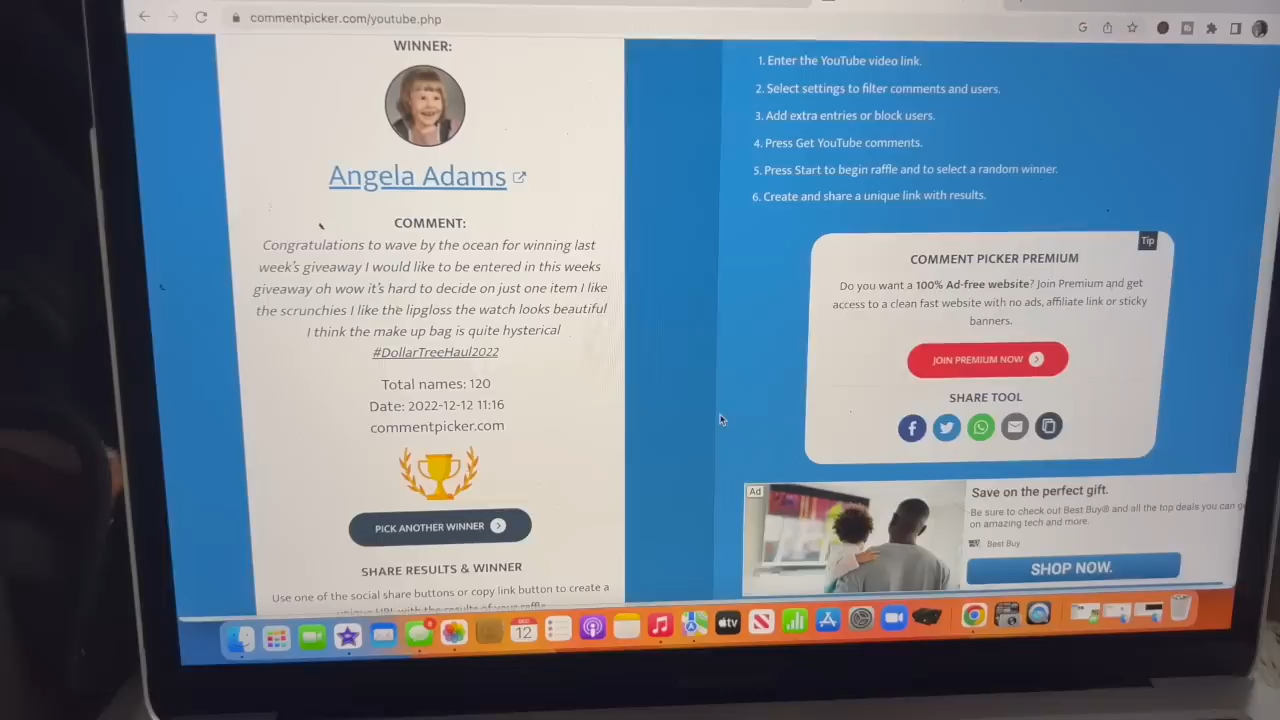 commentpicker.com/youtube.php
WINNER:
Angela Adams
COMMENT:
Congratulations to wave by the ocean for winning last
week's giveaway I would like to be entered in this weeks
giveaway oh wow it's hard to decide on just one item I like
the scrunchies I like the lipgloss the watch looks beautiful
I think the make up bag is quite hysterical
#DollarTreeHaul2022
Total names: 120
Date: 2022-12-12 11:16
commentpicker.com
PICK ANOTHER WINNER
SHARE RESULTS & WINNER
Use one of the social share buttons or copy link button to create a
unique URL with the results of your raffle
1. Enter the YouTube video link.
2. Select settings to filter comments and users.
3. Add extra entries or block users.
4. Press Get YouTube comments.
5. Press Start to begin raffle and to select a random winner.
6. Create and share a unique link with results.
Tip
COMMENT PICKER PREMIUM
Do you want a 100% Ad-free website? Join Premium and get
access to a clean fast website with no ads, affiliate link or sticky
banners.
JOIN PREMIUM NOW
SHARE TOOL
Ad
Save on the perfect gift.
Be sure to check out Best Buy® and all the top deals you can g
on amazing tech and more.
Best Buy
SHOP NOW.
12
tv